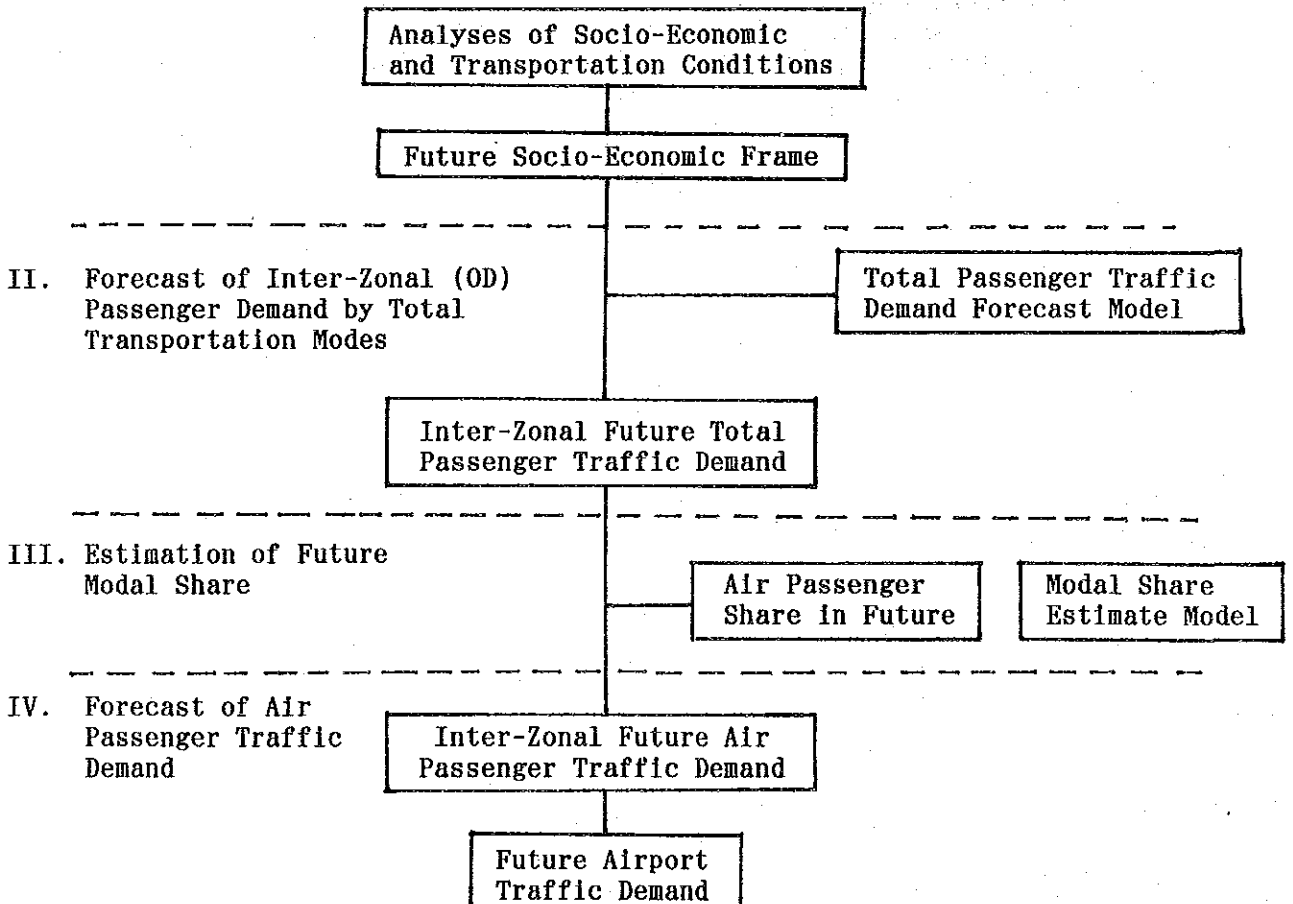 Analyses of Socio-Economic
and Transportation Conditions
Future Socio-Economic Frame
II. Forecast of Inter-Zonal (OD)
Passenger Demand by Total
Transportation Modes
Total Passenger Traffic
Demand Forecast Model
Inter-Zonal Future Total
Passenger Traffic Demand
III. Estimation of Future
Modal Share
Air Passenger
Share in Future
Modal Share
Estimate Model
IV. Forecast of Air
Passenger Traffic
Demand
Inter-Zonal Future Air
Passenger Traffic Demand
Future Airport
Traffic Demand